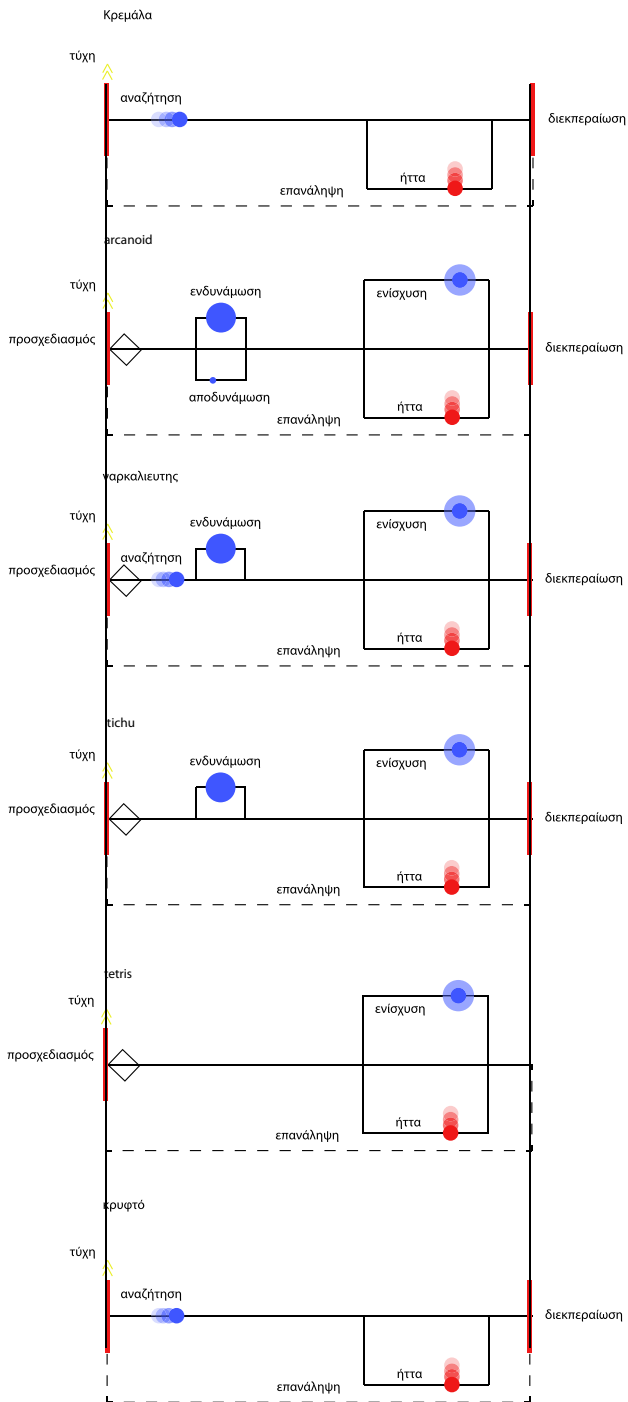 Κρεμάλα
τύχη
αναζήτηση
διεκπεραίωση
ήττα
επανάληψη
arcanoid
τύχη
ενδυνάμωση
ενίσχυση
προσχεδιασμός
διεκπεραίωση
αποδυνάμωση
ήττα
επανάληψη
ναρκαλιευτης
τύχη
ενδυνάμωση
ενίσχυση
αναζήτηση
προσχεδιασμός
διεκπεραίωση
ήττα
επανάληψη
tichu
τύχη
ενδυνάμωση
ενίσχυση
προσχεδιασμός
διεκπεραίωση
ήττα
επανάληψη
tetris
τύχη
ενίσχυση
προσχεδιασμός
ήττα
επανάληψη
κρυφτό
τύχη
αναζήτηση
διεκπεραίωση
ήττα
επανάληψη